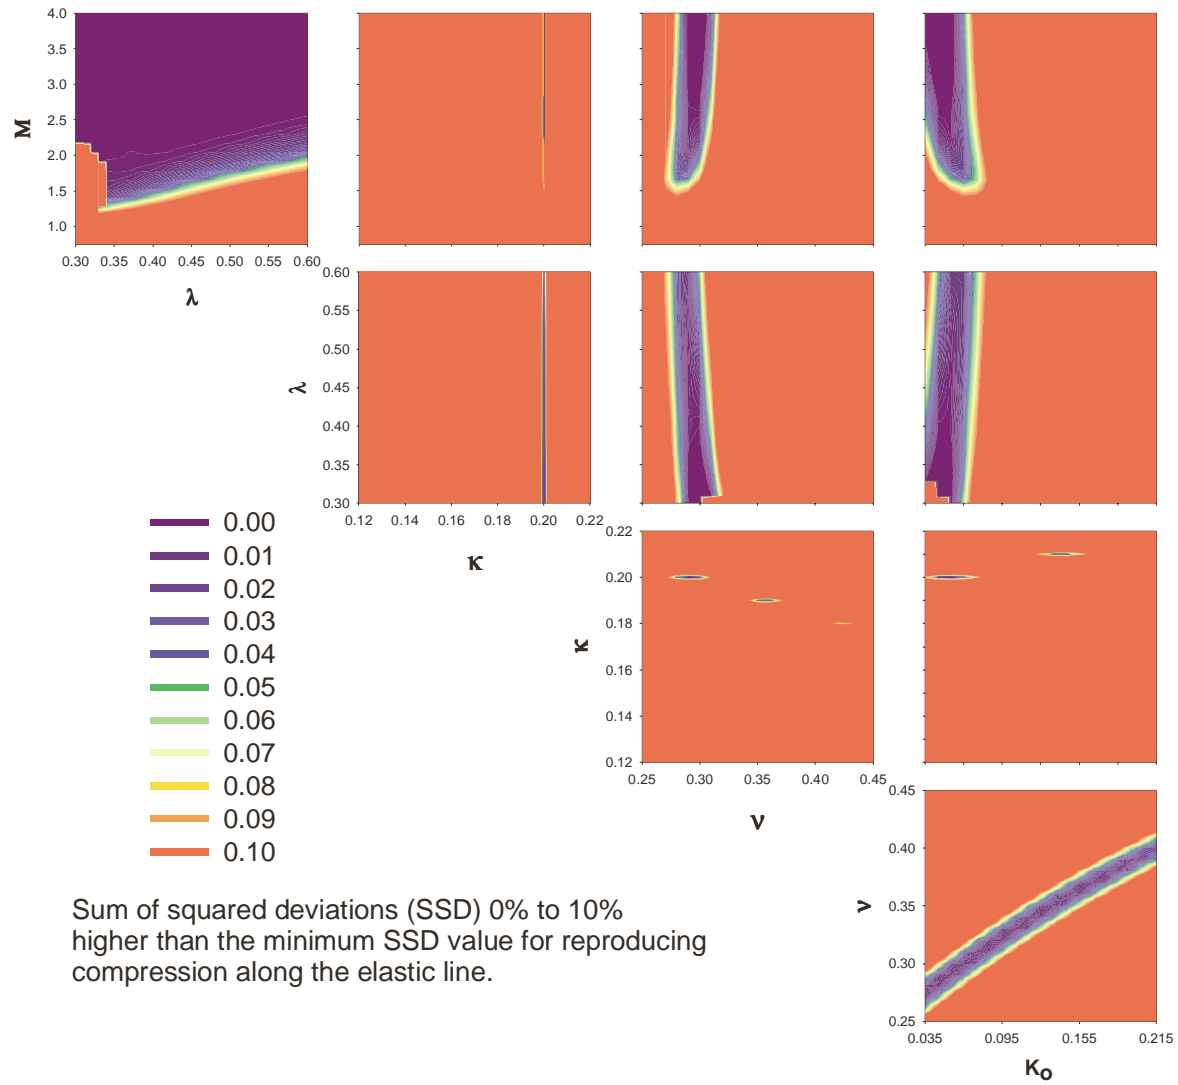 4.0
3.5
3.0
2.5
2.0
1.5
1.0
M
0.30 0.35 0.40 0.45 0.50 0.55 0.60
λ
0.60
0.55
0.50
0.45
0.40
0.35
0.30
λ
0.12 0.14 0.16 0.18 0.20 0.22
κ
0.22
0.20
0.18
0.16
0.14
0.12
κ
0.25 0.30 0.35 0.40 0.45
ν
0.45
0.40
0.35
0.30
0.25
ν
0.035 0.095 0.155 0.215
Ko
0.00
0.01
0.02
0.03
0.04
0.05
0.06
0.07
0.08
0.09
0.10
Sum of squared deviations (SSD) 0% to 10%
higher than the minimum SSD value for reproducing
compression along the elastic line.